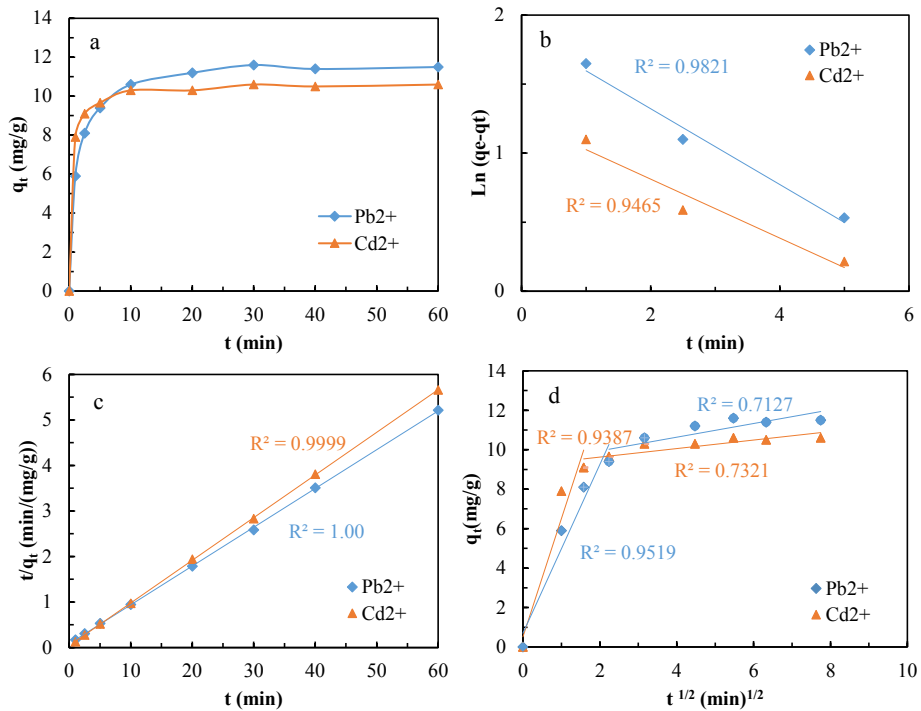 a
14
12
10
8
6
4
2
0
qₜ (mg/g)
Pb2+
Cd2+
0 10 20 30 40 50 60
t (min)
b
2
1
0
Ln (qe-qt)
Pb2+
Cd2+
R² = 0.9821
R² = 0.9465
0 2 4 6
t (min)
c
6
5
4
3
2
1
0
t/qₜ (min/(mg/g)
R² = 0.9999
R² = 1.00
Pb2+
Cd2+
0 10 20 30 40 50 60
t (min)
d
14
12
10
8
6
4
2
0
qₜ(mg/g)
R² = 0.7127
R² = 0.9387
R² = 0.7321
R² = 0.9519
Pb2+
Cd2+
0 2 4 6 8 10
t ¹/² (min)¹/²